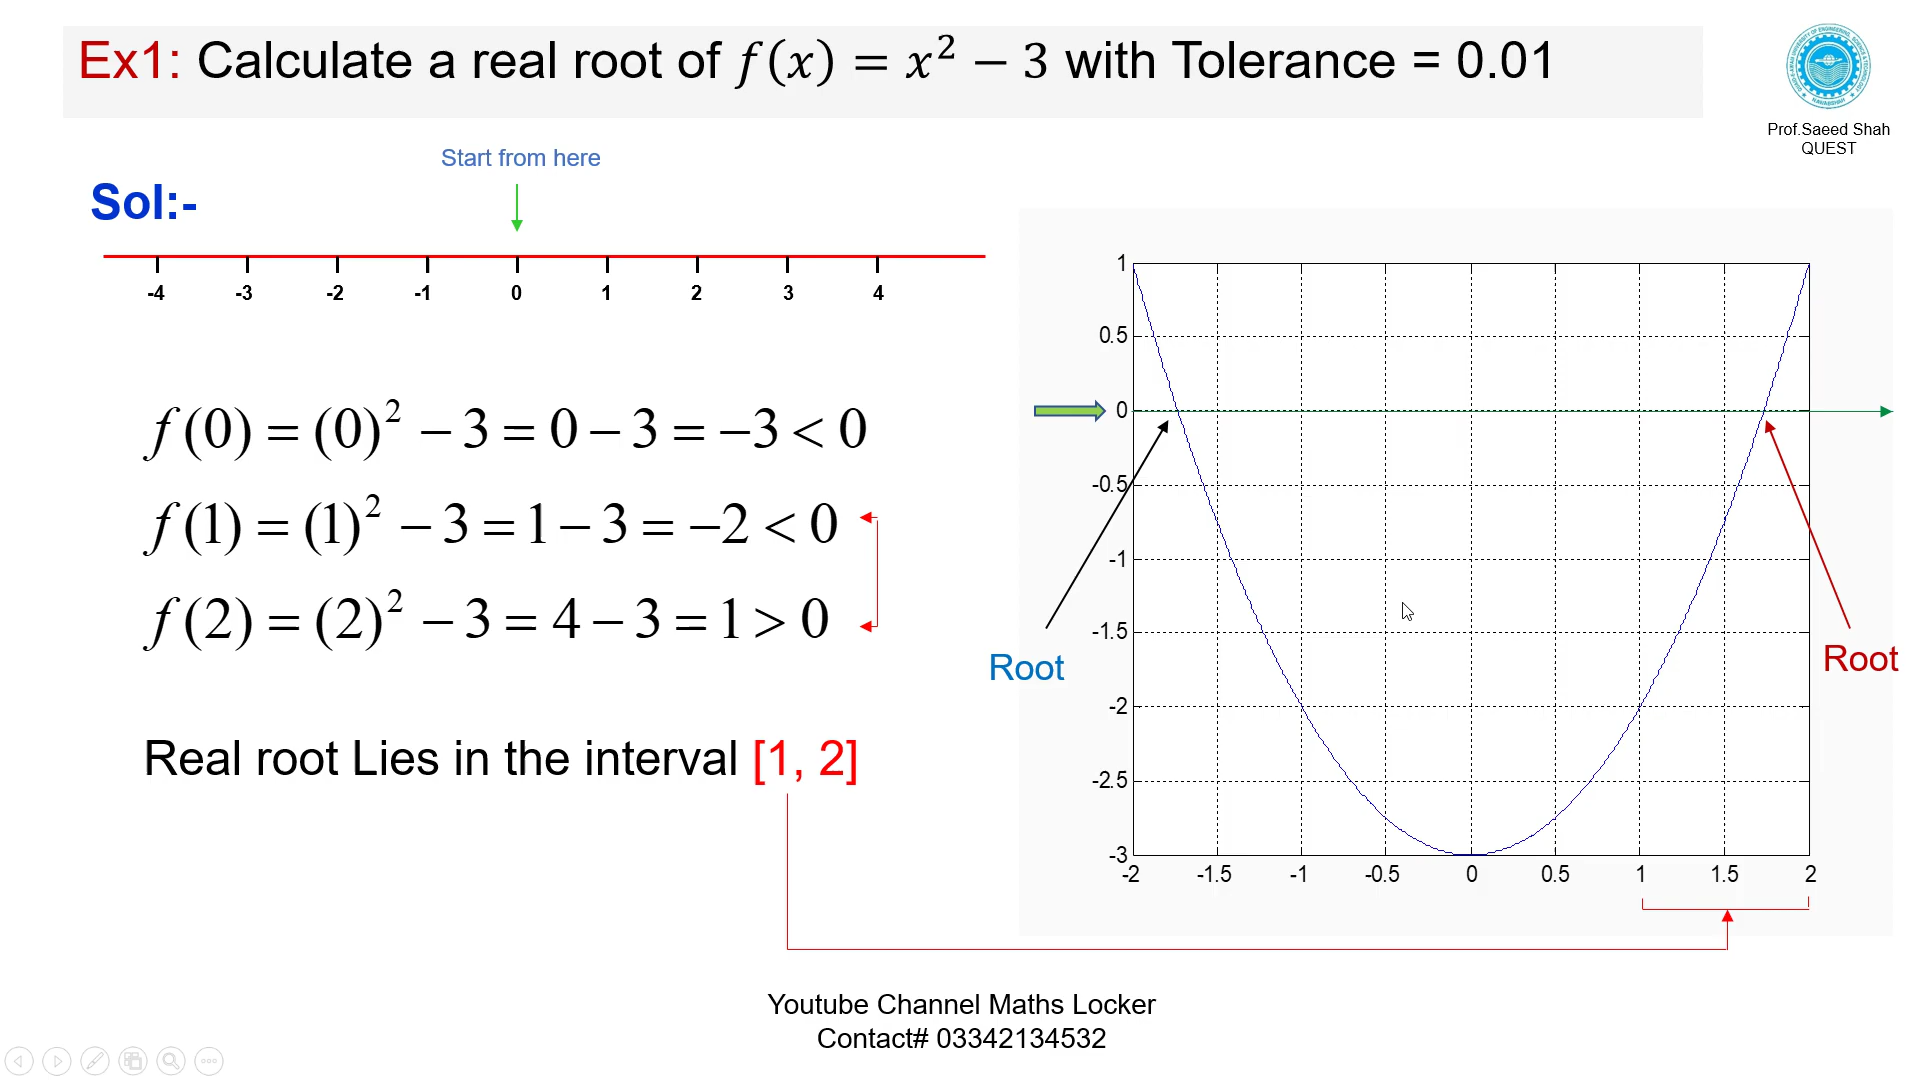 Ex1: Calculate a real root of f(x) = x² − 3 with Tolerance = 0.01
Prof.Saeed Shah
QUEST
Start from here
Sol:-
-4 -3 -2 -1 0 1 2 3 4
f(0) = (0)² − 3 = 0 − 3 = −3 < 0
f(1) = (1)² − 3 = 1 − 3 = −2 < 0
f(2) = (2)² − 3 = 4 − 3 = 1 > 0
Real root Lies in the interval [1, 2]
1
0.5
0
-0.5
-1
-1.5
-2
-2.5
-3
-2 -1.5 -1 -0.5 0 0.5 1 1.5 2
Root
Root
Youtube Channel Maths Locker
Contact# 03342134532